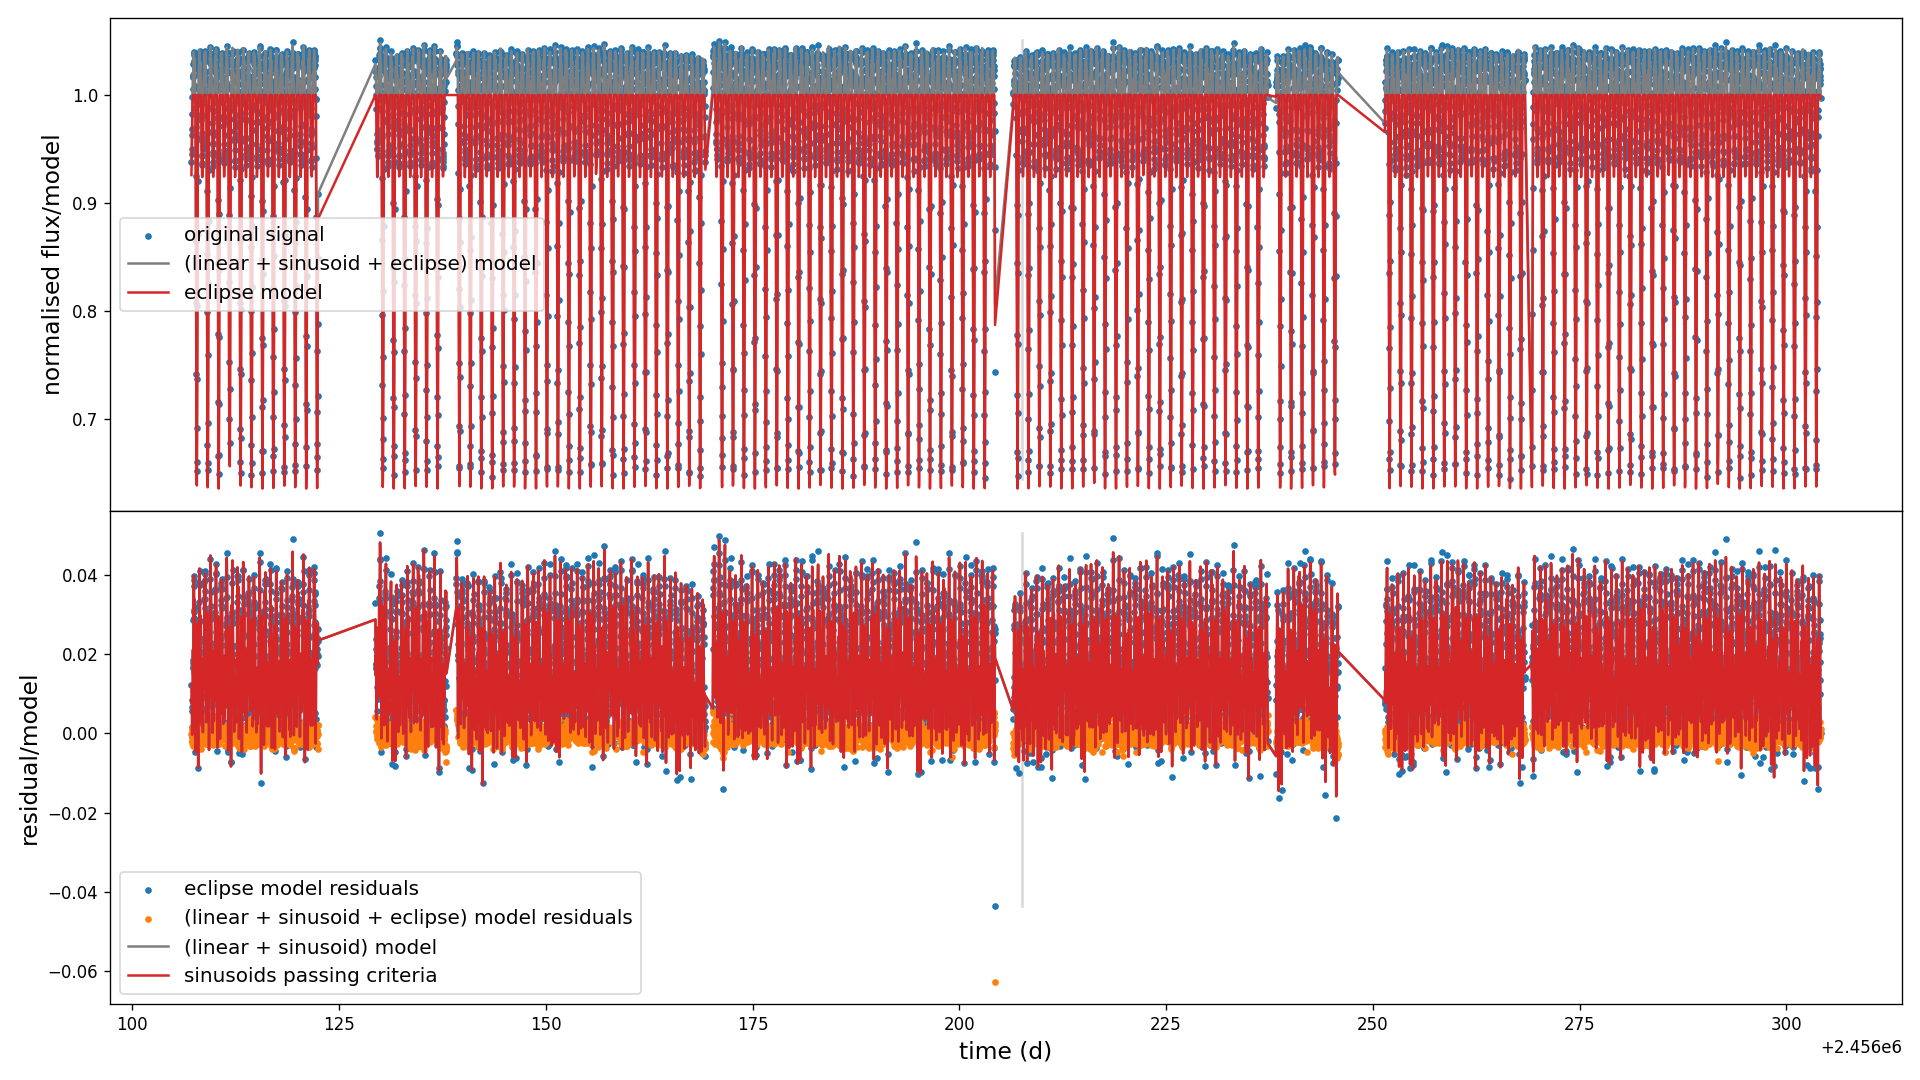 normalised flux/model
1.0
0.9
0.8
0.7
original signal
(linear + sinusoid + eclipse) model
eclipse model
residual/model
0.04
0.02
0.00
−0.02
−0.04
−0.06
eclipse model residuals
(linear + sinusoid + eclipse) model residuals
(linear + sinusoid) model
sinusoids passing criteria
100 125 150 175 200 225 250 275 300
time (d)
+2.456e6